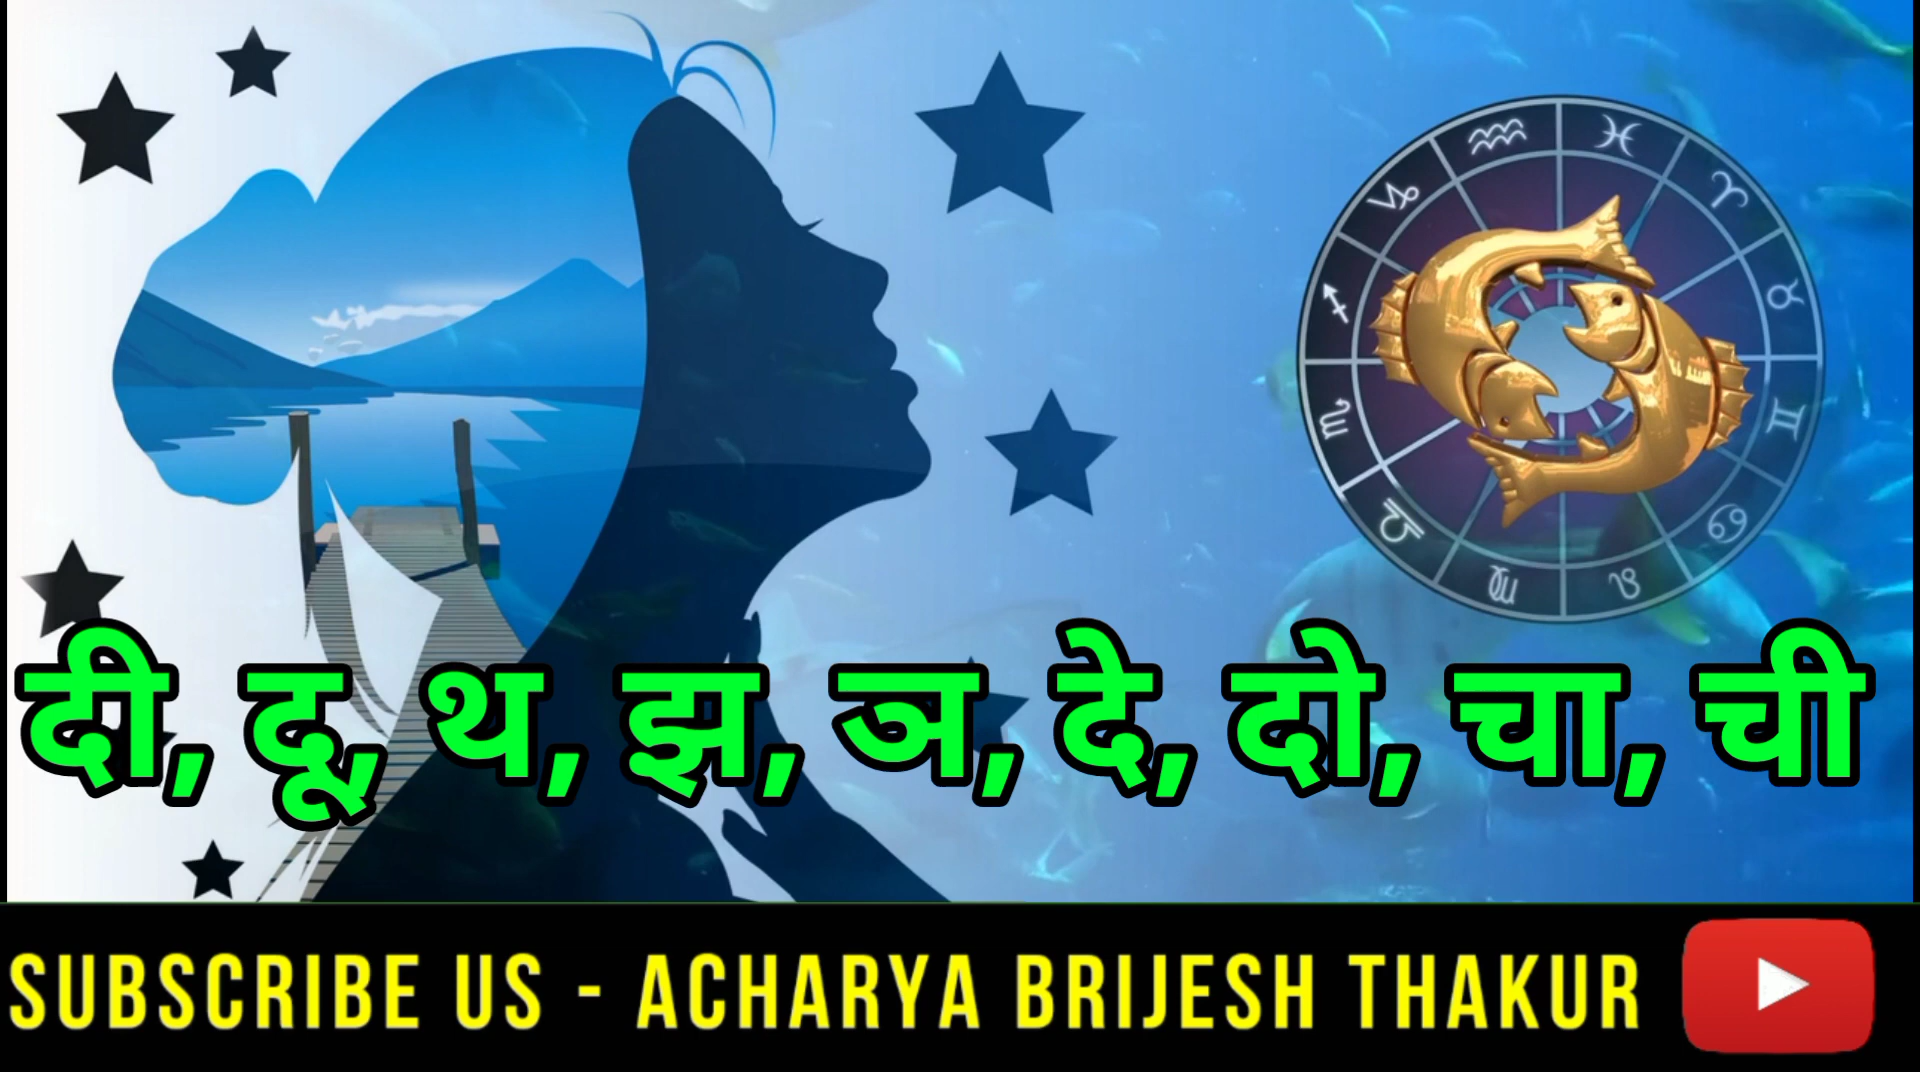 दी, दू, थ, झ, ञ, दे, दो, चा, ची
SUBSCRIBE US - ACHARYA BRIJESH THAKUR